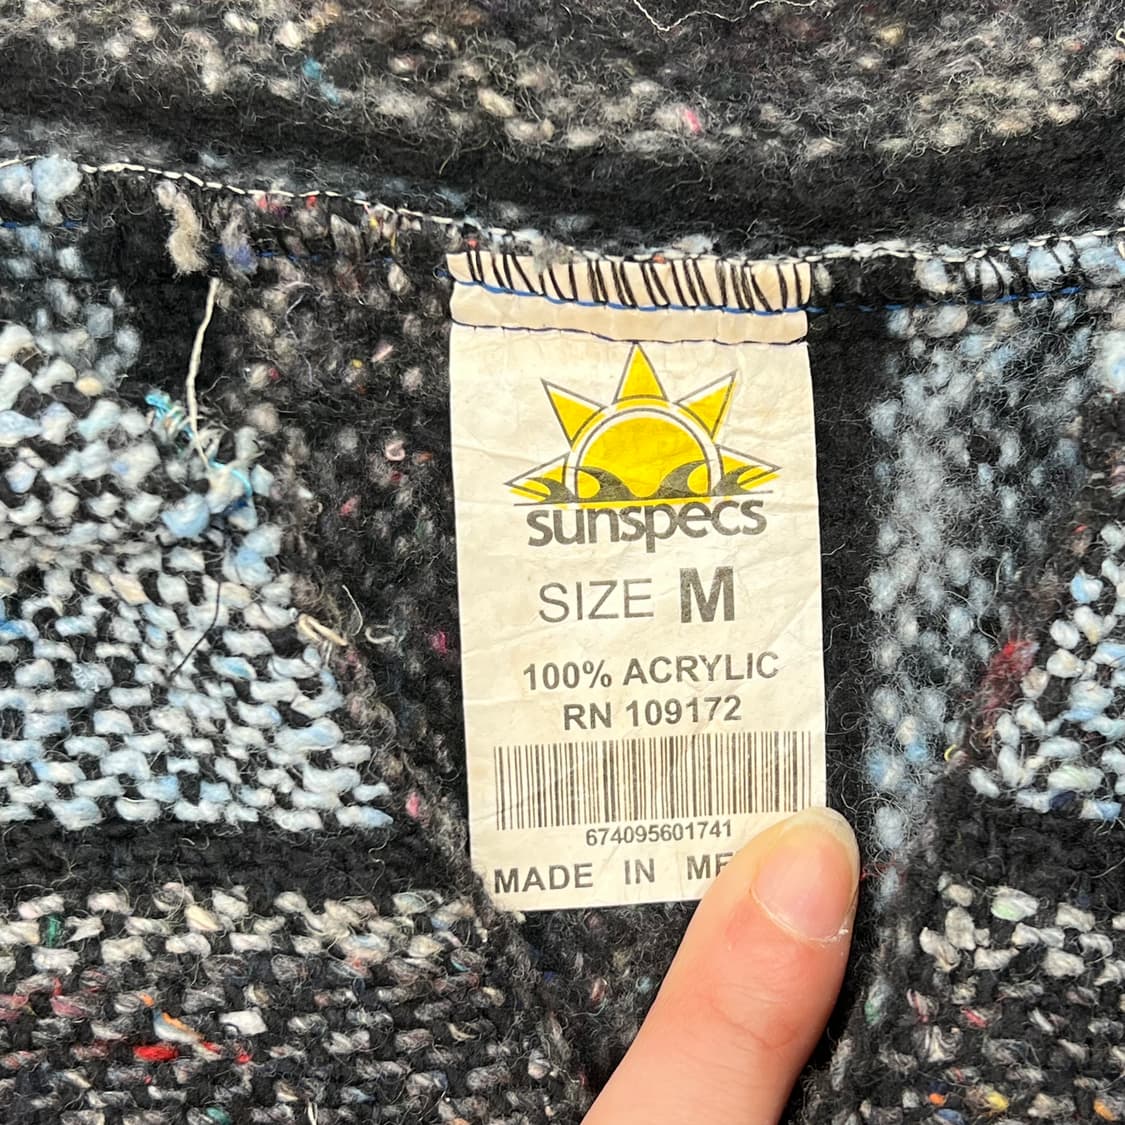 sunspecs
SIZE M
100% ACRYLIC
RN 109172
674095601741
MADE IN